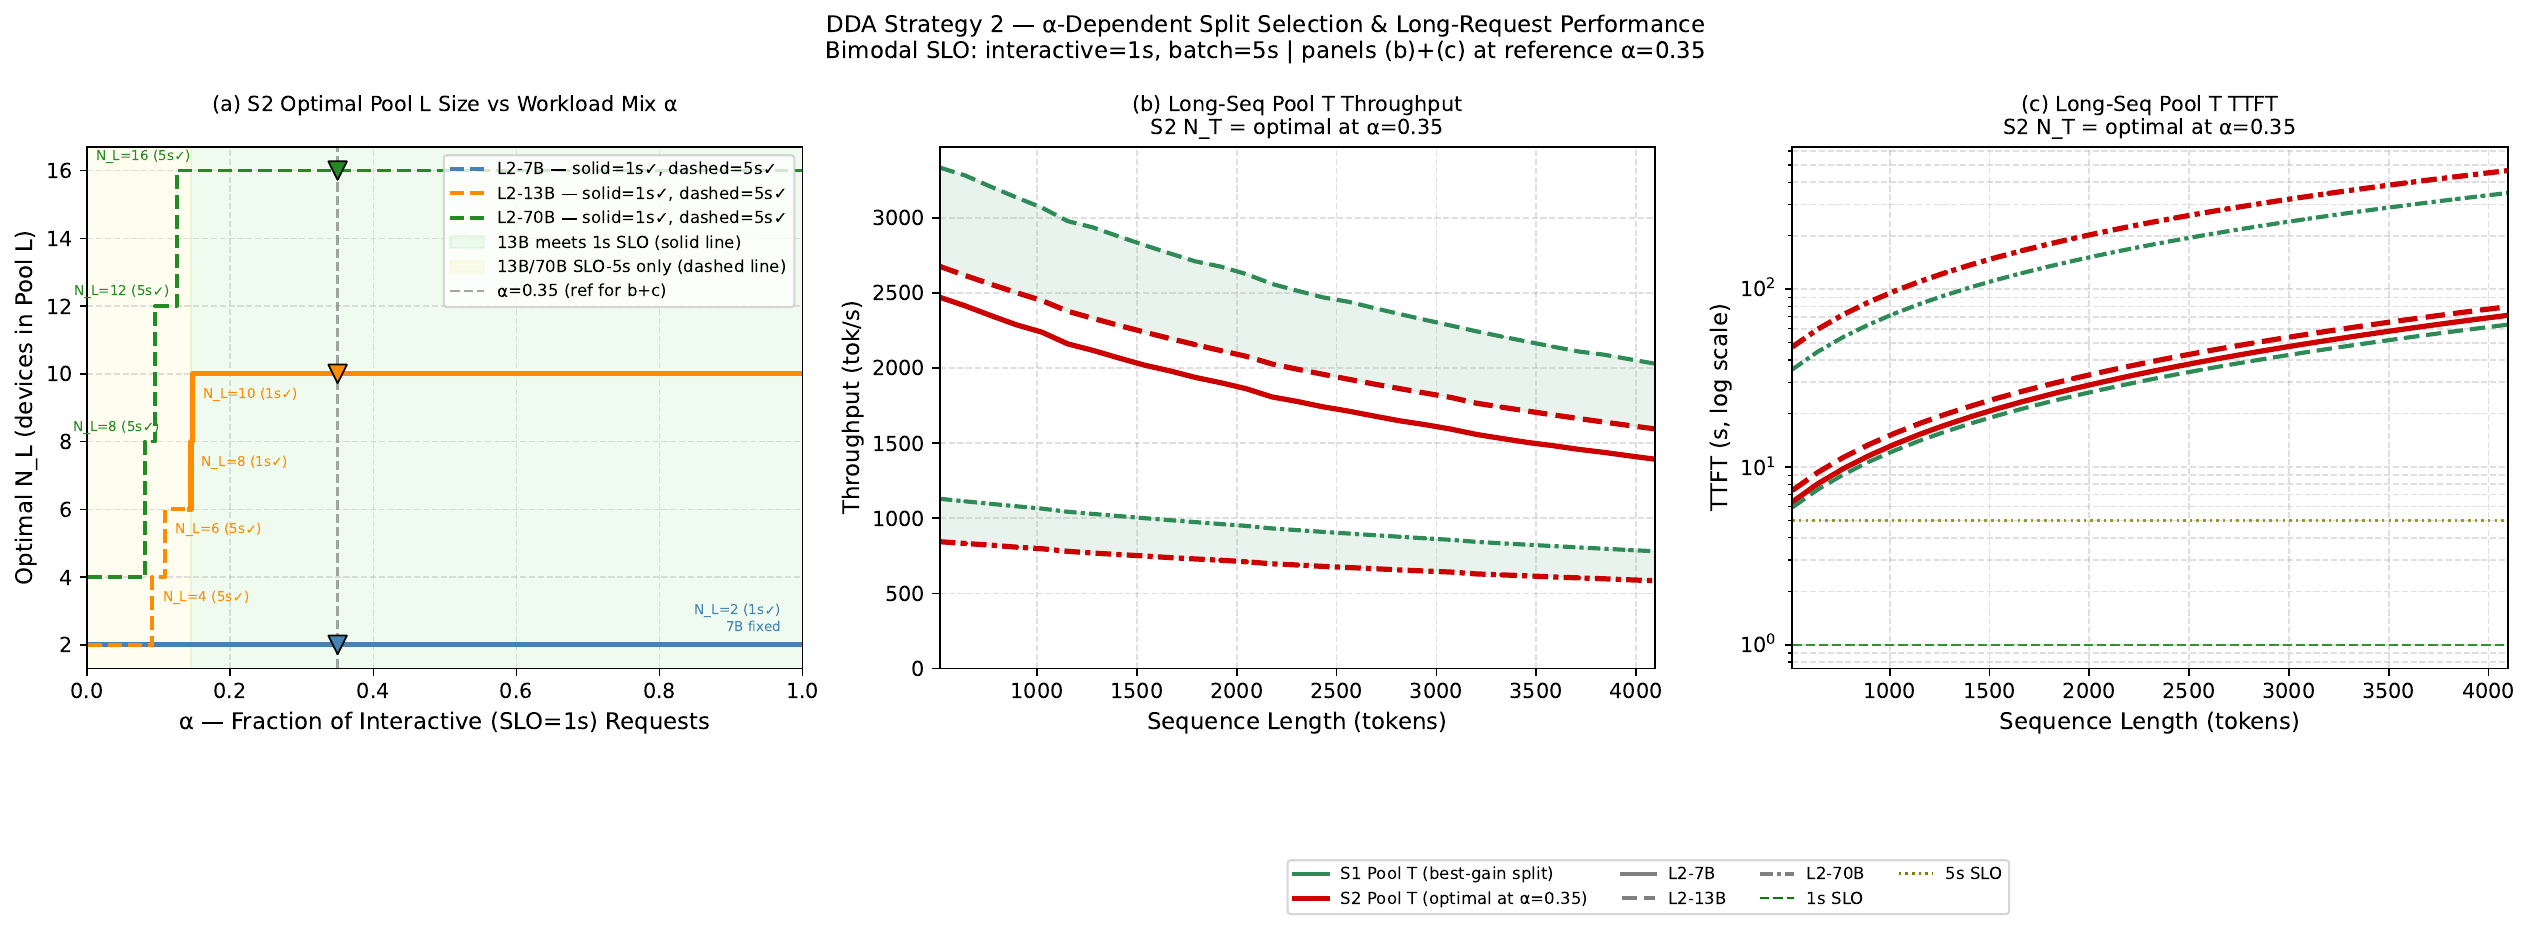 DDA Strategy 2 — α-Dependent Split Selection & Long-Request Performance
Bimodal SLO: interactive=1s, batch=5s | panels (b)+(c) at reference α=0.35
(a) S2 Optimal Pool L Size vs Workload Mix α
Optimal N_L (devices in Pool L)
16
14
12
10
8
6
4
2
N_L=16 (5s✓)
N_L=12 (5s✓)
N_L=8 (5s✓)
N_L=10 (1s✓)
N_L=8 (1s✓)
N_L=6 (5s✓)
N_L=4 (5s✓)
N_L=2 (1s✓)
7B fixed
L2-7B — solid=1s✓, dashed=5s✓
L2-13B — solid=1s✓, dashed=5s✓
L2-70B — solid=1s✓, dashed=5s✓
13B meets 1s SLO (solid line)
13B/70B SLO-5s only (dashed line)
α=0.35 (ref for b+c)
0.0 0.2 0.4 0.6 0.8 1.0
α — Fraction of Interactive (SLO=1s) Requests
(b) Long-Seq Pool T Throughput
S2 N_T = optimal at α=0.35
Throughput (tok/s)
3000
2500
2000
1500
1000
500
0
1000 1500 2000 2500 3000 3500 4000
Sequence Length (tokens)
(c) Long-Seq Pool T TTFT
S2 N_T = optimal at α=0.35
TTFT (s, log scale)
10²
10¹
10⁰
1000 1500 2000 2500 3000 3500 4000
Sequence Length (tokens)
S1 Pool T (best-gain split) L2-7B L2-70B 5s SLO
S2 Pool T (optimal at α=0.35) L2-13B 1s SLO